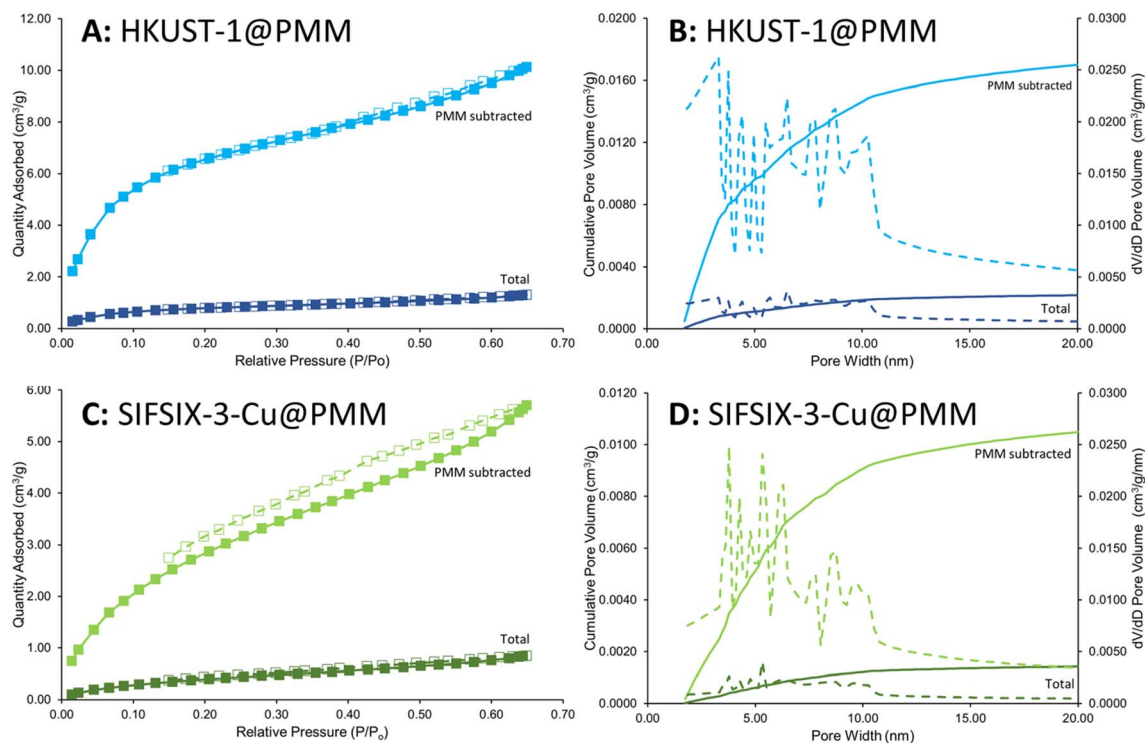 A: HKUST-1@PMM
Quantity Adsorbed (cm³/g)
12.00
10.00
8.00
6.00
4.00
2.00
0.00
PMM subtracted
Total
0.00 0.10 0.20 0.30 0.40 0.50 0.60 0.70
Relative Pressure (P/Po)
B: HKUST-1@PMM
Cumulative Pore Volume (cm³/g)
0.0200
0.0160
0.0120
0.0080
0.0040
0.0000
PMM subtracted
Total
0.0300
0.0250
0.0200
0.0150
0.0100
0.0050
0.0000
dV/dD Pore Volume (cm³/g/nm)
0.00 5.00 10.00 15.00 20.00
Pore Width (nm)
C: SIFSIX-3-Cu@PMM
Quantity Adsorbed (cm³/g)
6.00
5.00
4.00
3.00
2.00
1.00
0.00
PMM subtracted
Total
0.00 0.10 0.20 0.30 0.40 0.50 0.60 0.70
Relative Pressure (P/Pₒ)
D: SIFSIX-3-Cu@PMM
Cumulative Pore Volume (cm³/g)
0.0120
0.0100
0.0080
0.0060
0.0040
0.0020
0.0000
PMM subtracted
Total
0.0300
0.0250
0.0200
0.0150
0.0100
0.0050
0.0000
dV/dD Pore Volume (cm³/g/nm)
0.00 5.00 10.00 15.00 20.00
Pore Width (nm)